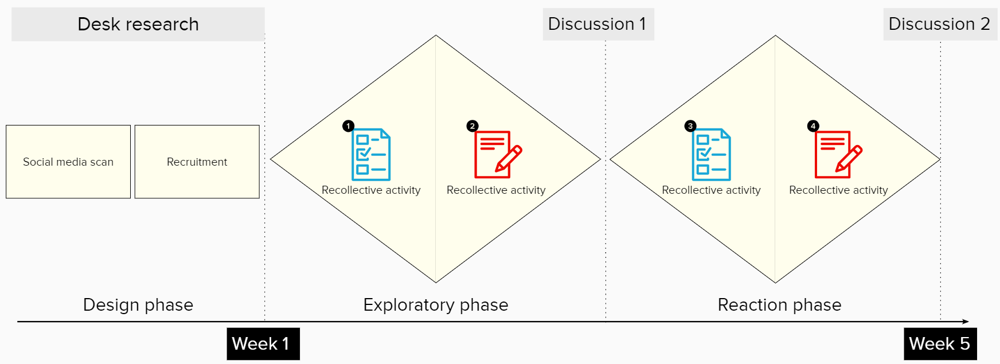 Desk research
Discussion 1
Discussion 2
Social media scan
Recruitment
1
Recollective activity
2
Recollective activity
3
Recollective activity
4
Recollective activity
Design phase
Exploratory phase
Reaction phase
Week 1
Week 5